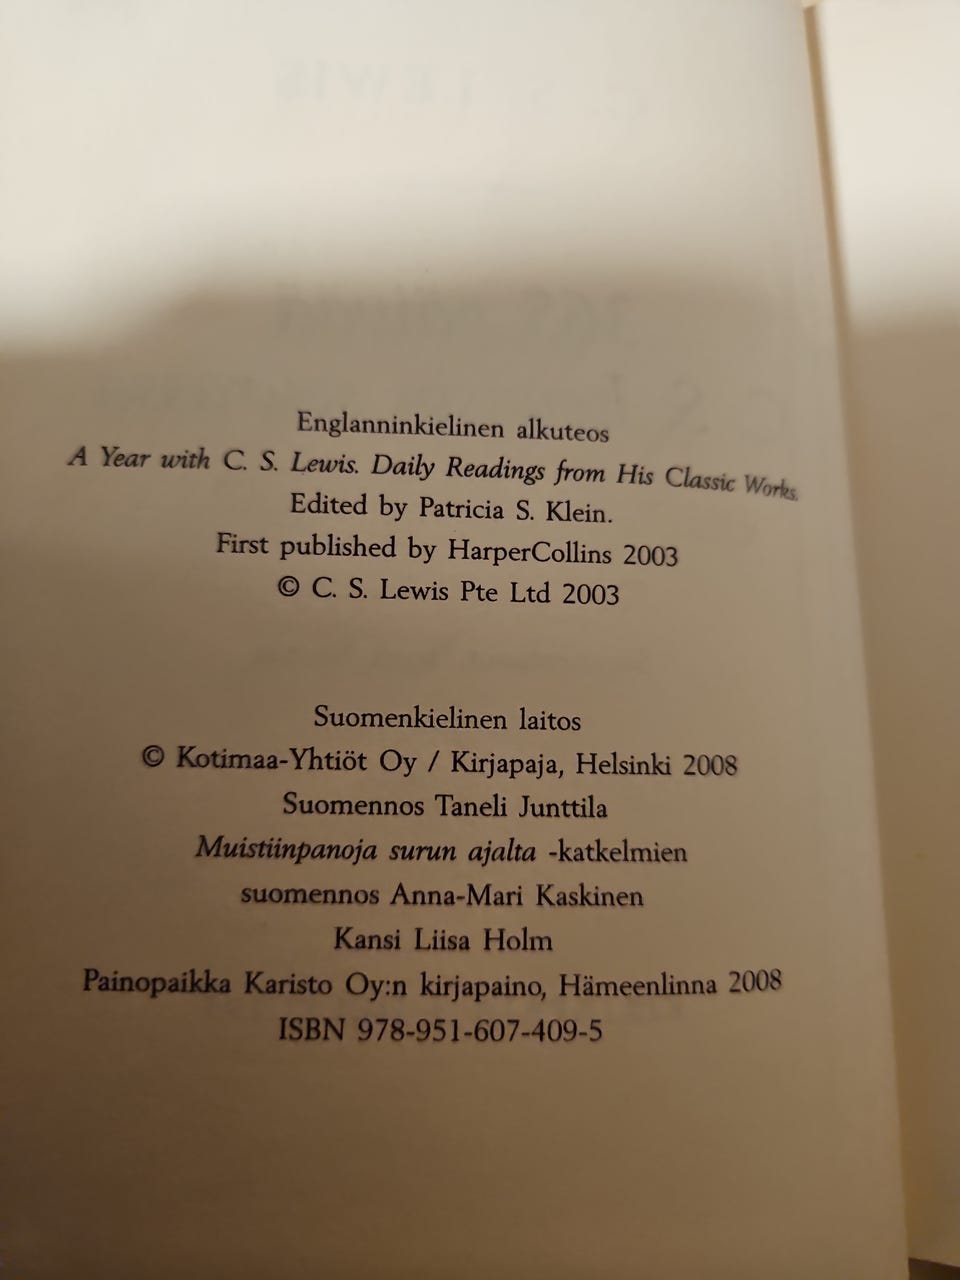 Englanninkielinen alkuteos
A Year with C. S. Lewis. Daily Readings from His Classic Works.
Edited by Patricia S. Klein.
First published by HarperCollins 2003
© C. S. Lewis Pte Ltd 2003
Suomenkielinen laitos
© Kotimaa-Yhtiöt Oy / Kirjapaja, Helsinki 2008
Suomennos Taneli Junttila
Muistiinpanoja surun ajalta -katkelmien
suomennos Anna-Mari Kaskinen
Kansi Liisa Holm
Painopaikka Karisto Oy:n kirjapaino, Hämeenlinna 2008
ISBN 978-951-607-409-5